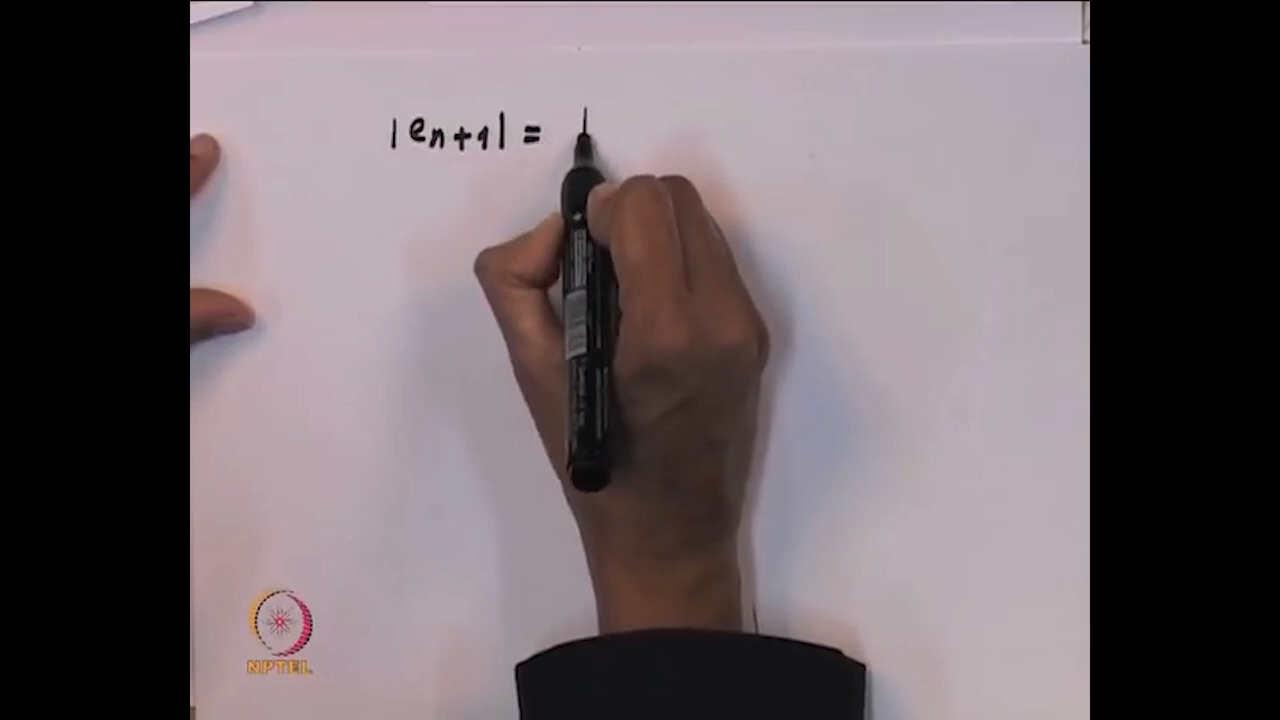 |en+1| = |
NPTEL